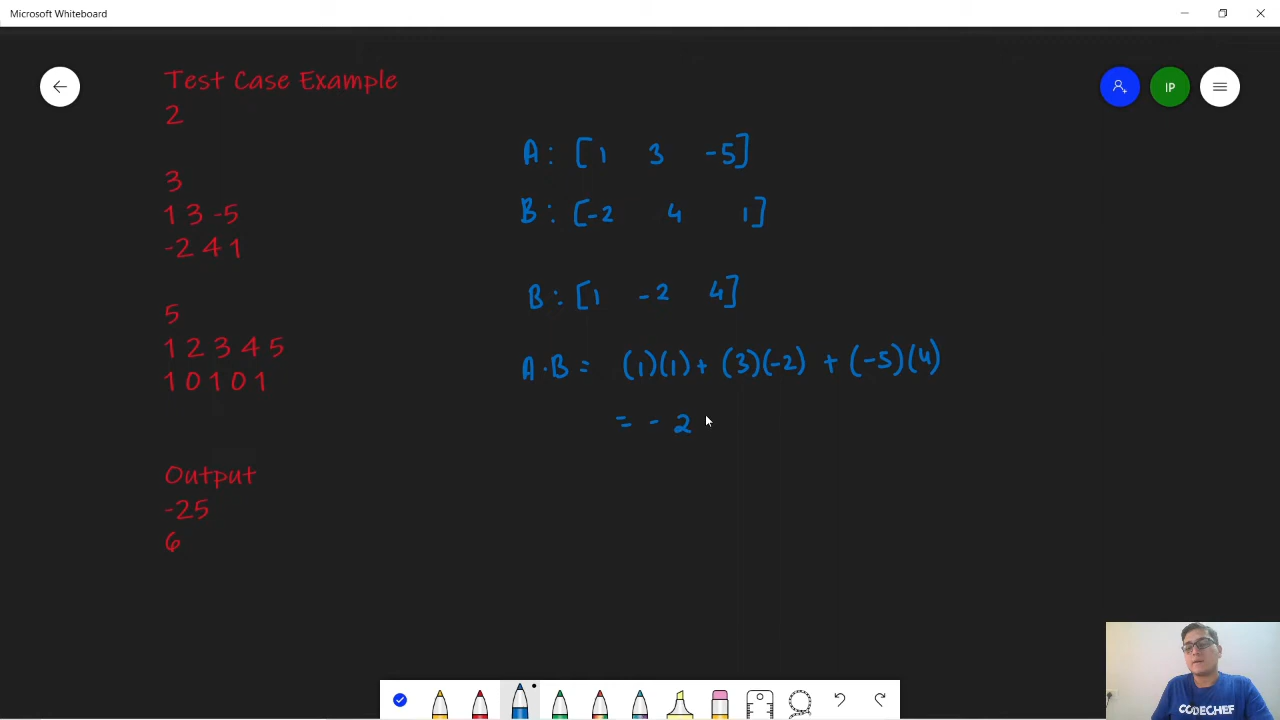 Microsoft Whiteboard
IP
Test Case Example
2
3
1 3 -5
-2 4 1
5
1 2 3 4 5
1 0 1 0 1
Output
-25
6
A : [ 1 3 -5 ]
B : [ -2 4 1 ]
B : [ 1 -2 4 ]
A · B = (1)(1) + (3)(-2) + (-5)(4)
= - 2
CODECHEF